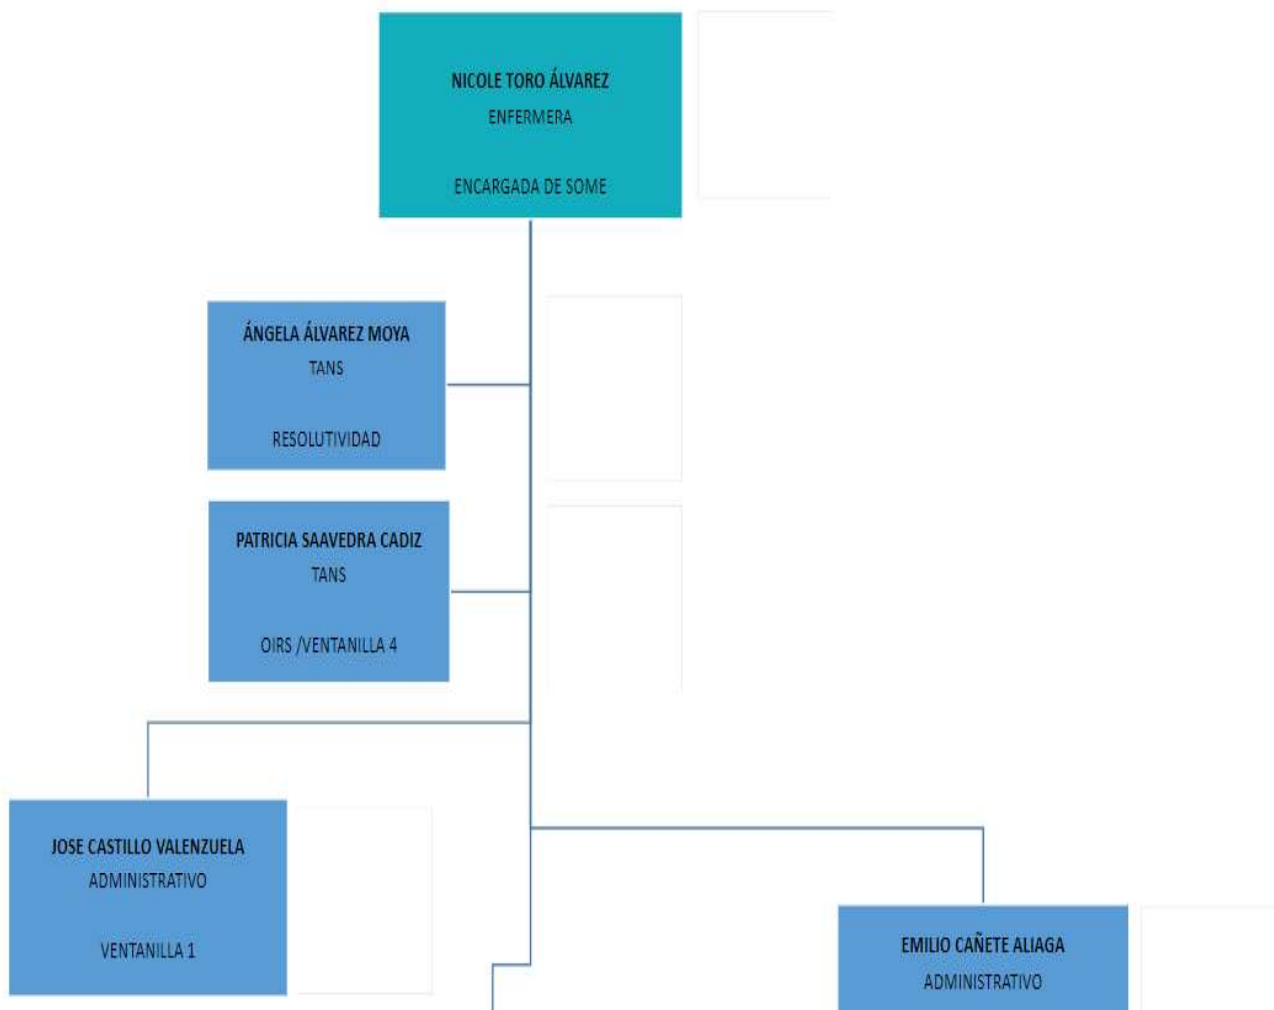 NICOLE TORO ÁLVAREZ
ENFERMERA
ENCARGADA DE SOME
ÁNGELA ÁLVAREZ MOYA
TANS
RESOLUTIVIDAD
PATRICIA SAAVEDRA CADIZ
TANS
OIRS /VENTANILLA 4
JOSE CASTILLO VALENZUELA
ADMINISTRATIVO
VENTANILLA 1
EMILIO CAÑETE ALIAGA
ADMINISTRATIVO